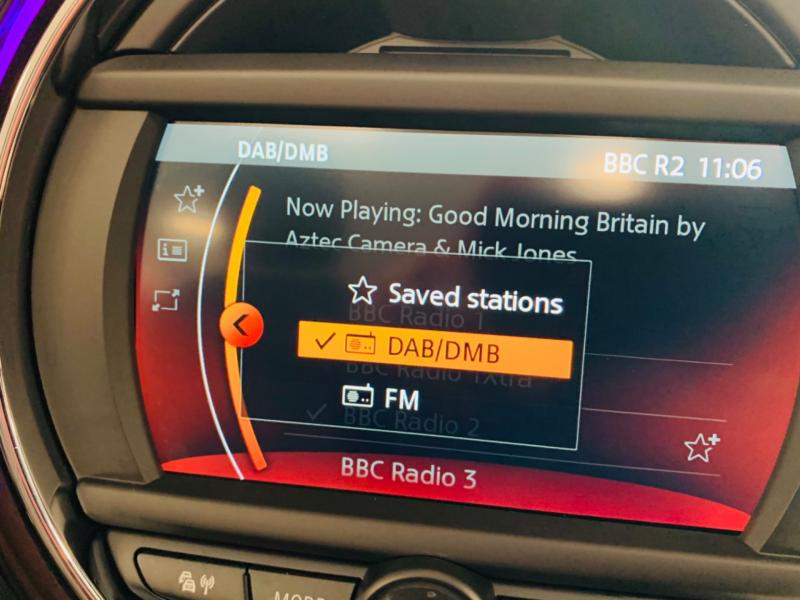 DAB/DMB
BBC R2 11:06
Now Playing: Good Morning Britain by
Aztec Camera & Mick Jones
Saved stations
BBC Radio 1
DAB/DMB
BBC Radio 1Xtra
FM
BBC Radio 2
BBC Radio 3
MODE